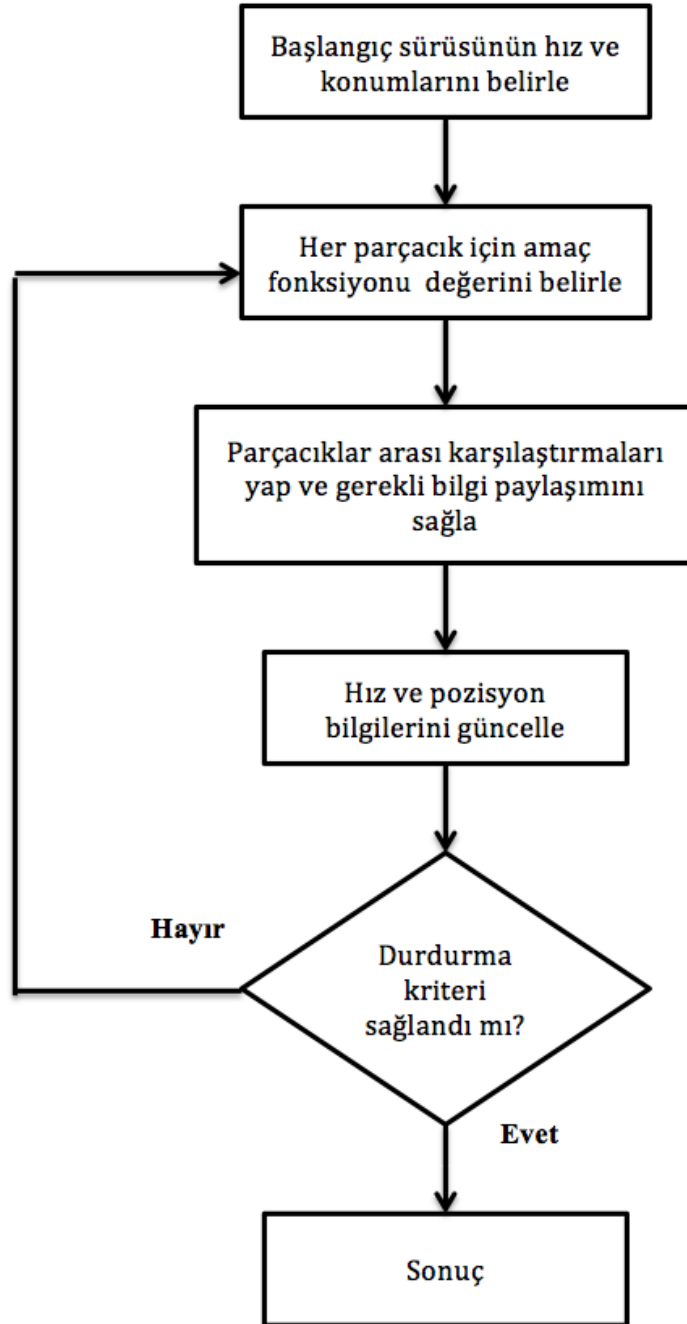 Başlangıç sürüsünün hız ve
konumlarını belirle
Her parçacık için amaç
fonksiyonu değerini belirle
Parçacıklar arası karşılaştırmaları
yap ve gerekli bilgi paylaşımını
sağla
Hız ve pozisyon
bilgilerini güncelle
Hayır
Durdurma
kriteri
sağlandı mı?
Evet
Sonuç